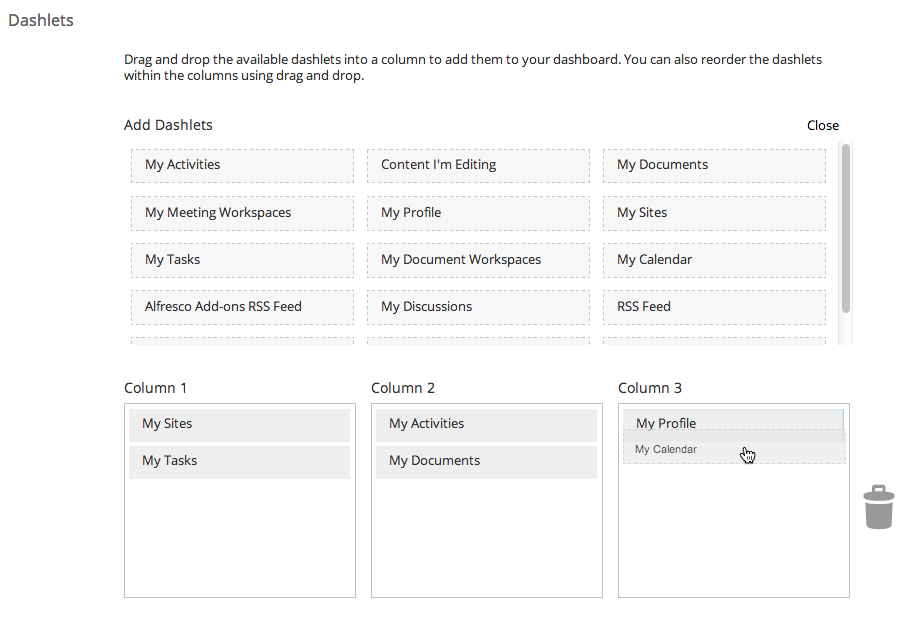 Dashlets
Drag and drop the available dashlets into a column to add them to your dashboard. You can also reorder the dashlets
within the columns using drag and drop.
Add Dashlets
Close
My Activities
Content I'm Editing
My Documents
My Meeting Workspaces
My Profile
My Sites
My Tasks
My Document Workspaces
My Calendar
Alfresco Add-ons RSS Feed
My Discussions
RSS Feed
Column 1
Column 2
Column 3
My Sites
My Activities
My Profile
My Calendar
My Tasks
My Documents